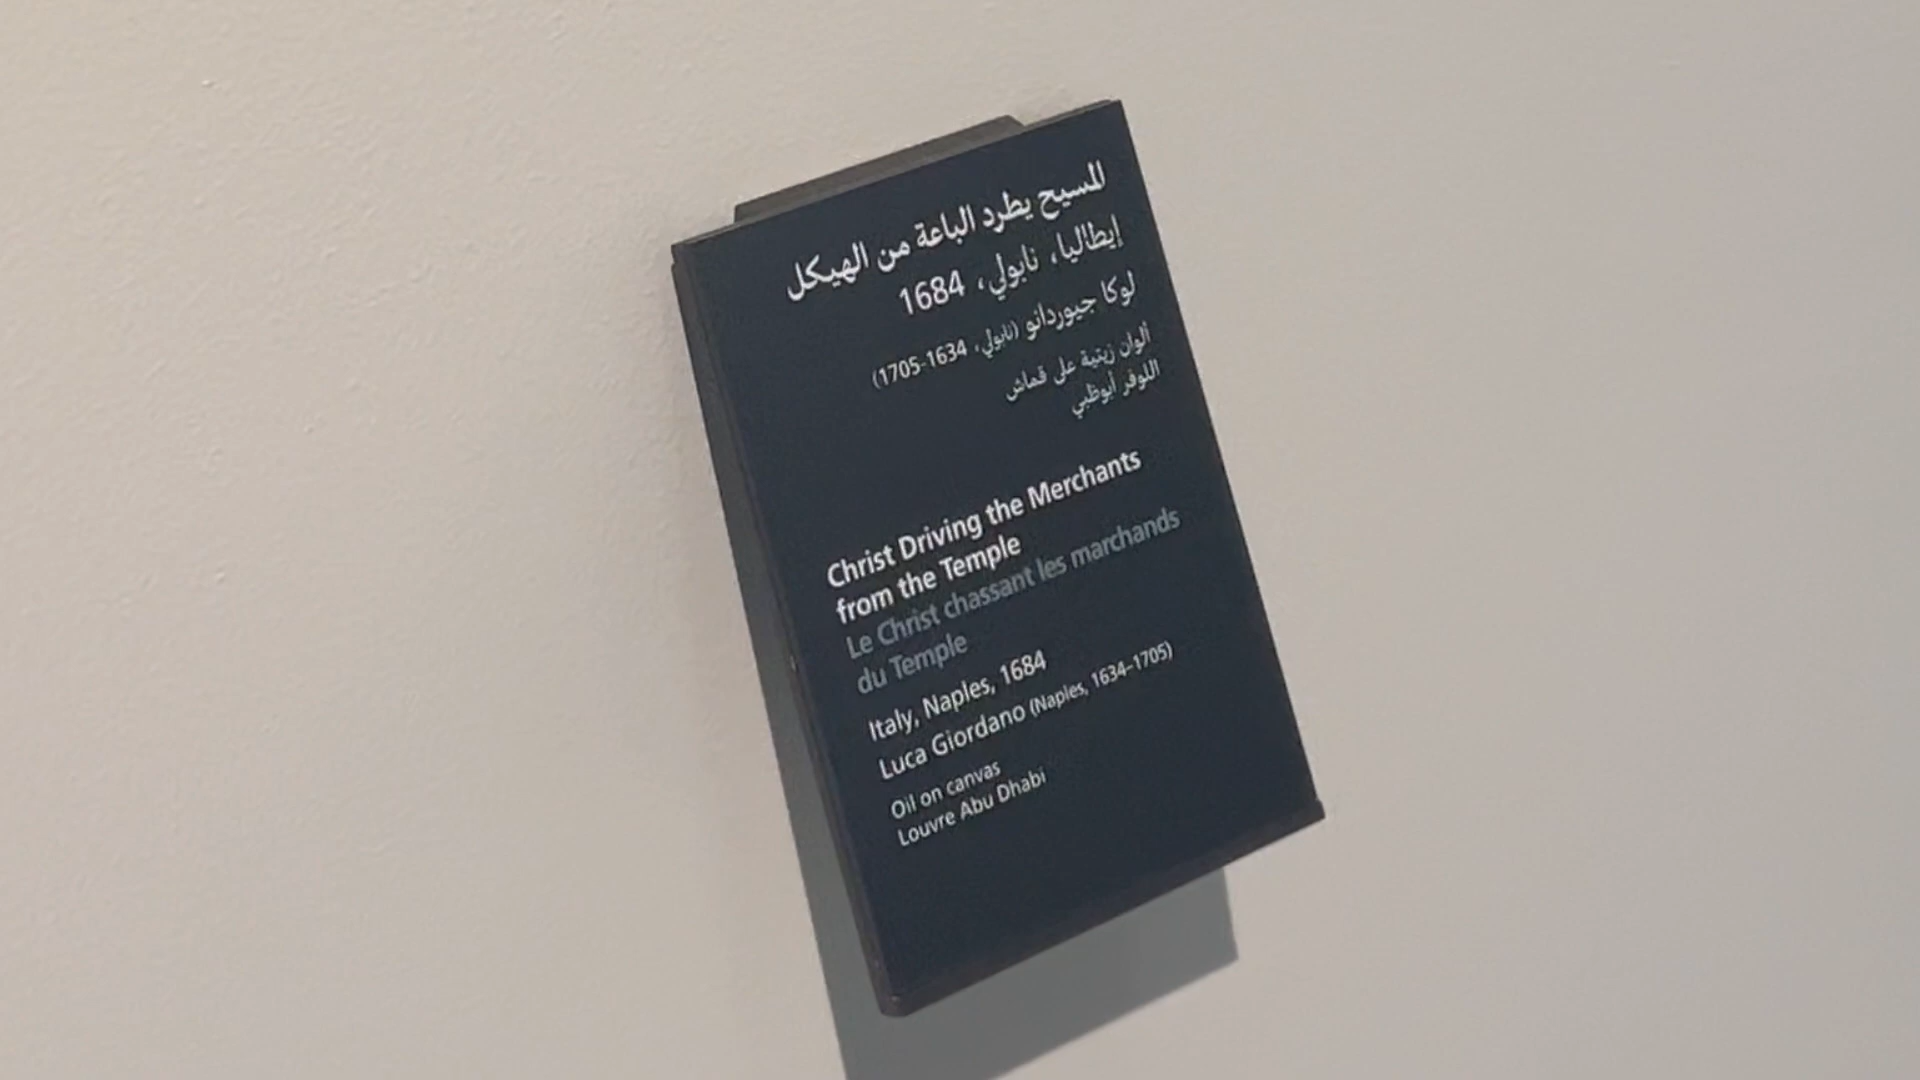 المسيح يطرد الباعة من الهيكل
إيطاليا، نابولي، 1684
لوكا جيوردانو (نابولي، 1634-1705)
ألوان زيتية على قماش
اللوفر أبوظبي
Christ Driving the Merchants
from the Temple
Le Christ chassant les marchands
du Temple
Italy, Naples, 1684
Luca Giordano (Naples, 1634–1705)
Oil on canvas
Louvre Abu Dhabi